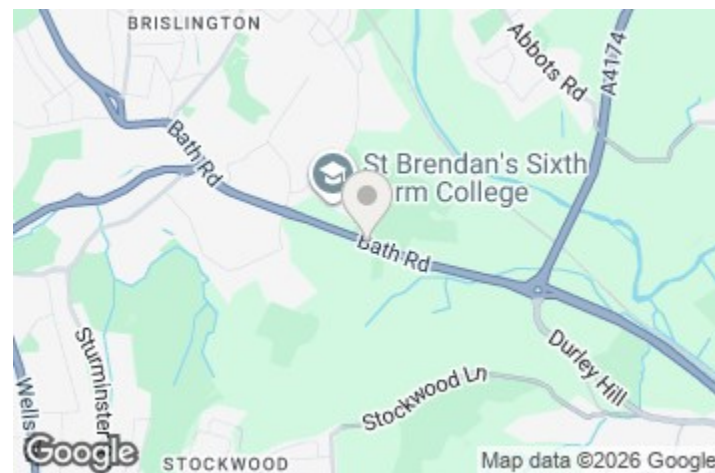 BRISLINGTON
Abbots Rd
A4174
Bath Rd
St Brendan's Sixth
rm College
Bath Rd
Durley Hill
Sturminster
Stockwood Ln
Wells
STOCKWOOD
Google
Map data ©2026 Google